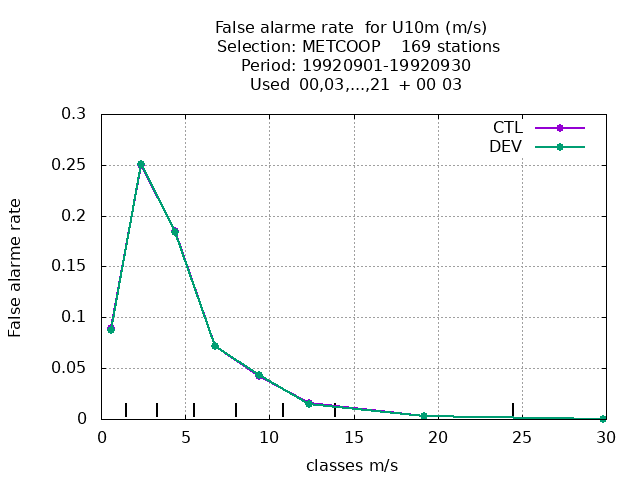 False alarme rate  for U10m (m/s)
Selection: METCOOP    169 stations
Period: 19920901-19920930
Used  00,03,...,21  + 00 03
CTL
DEV
0.3
0.25
0.2
0.15
0.1
0.05
0
False alarme rate
0 5 10 15 20 25 30
classes m/s